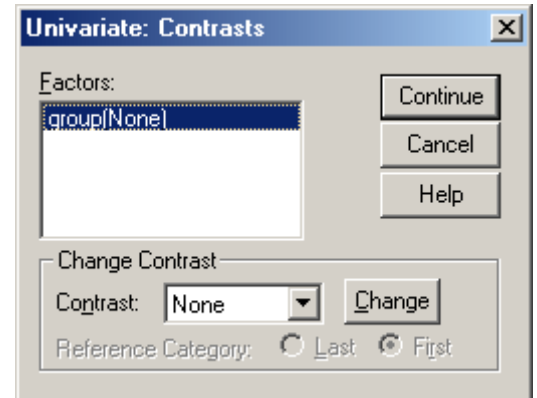 Univariate: Contrasts
Factors:
group(None)
Continue
Cancel
Help
Change Contrast
Contrast: None Change
Reference Category: Last First